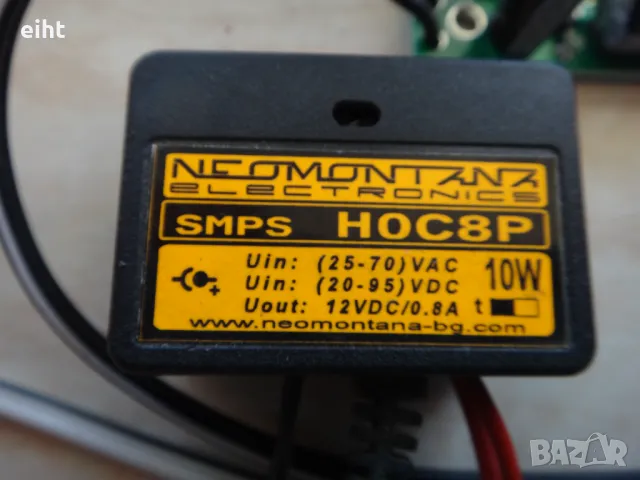 eiht
NEOMONTANA
ELECTRONICS
SMPS H0C8P
Uin: (25-70)VAC
Uin: (20-95)VDC
10W
Uout: 12VDC/0.8A t
www.neomontana-bg.com
BAZAR